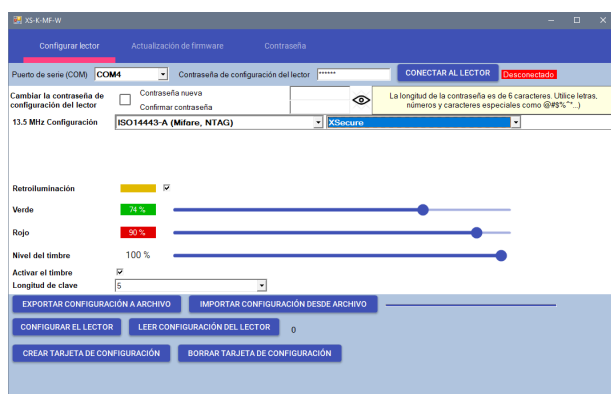 XS-K-MF-W
Configurar lector Actualización de firmware Contraseña
Puerto de serie (COM) COM4 Contraseña de configuración del lector ****** CONECTAR AL LECTOR Desconectado
Cambiar la contraseña de configuración del lector
Contraseña nueva
Confirmar contraseña
La longitud de la contraseña es de 6 caracteres. Utilice letras,
números y caracteres especiales como @#$%^*...)
13.5 MHz Configuración ISO14443-A (Mifare, NTAG) XSecure
Retroiluminación
Verde 74 %
Rojo 90 %
Nivel del timbre 100 %
Activar el timbre
Longitud de clave 5
EXPORTAR CONFIGURACIÓN A ARCHIVO IMPORTAR CONFIGURACIÓN DESDE ARCHIVO
CONFIGURAR EL LECTOR LEER CONFIGURACIÓN DEL LECTOR 0
CREAR TARJETA DE CONFIGURACIÓN BORRAR TARJETA DE CONFIGURACIÓN